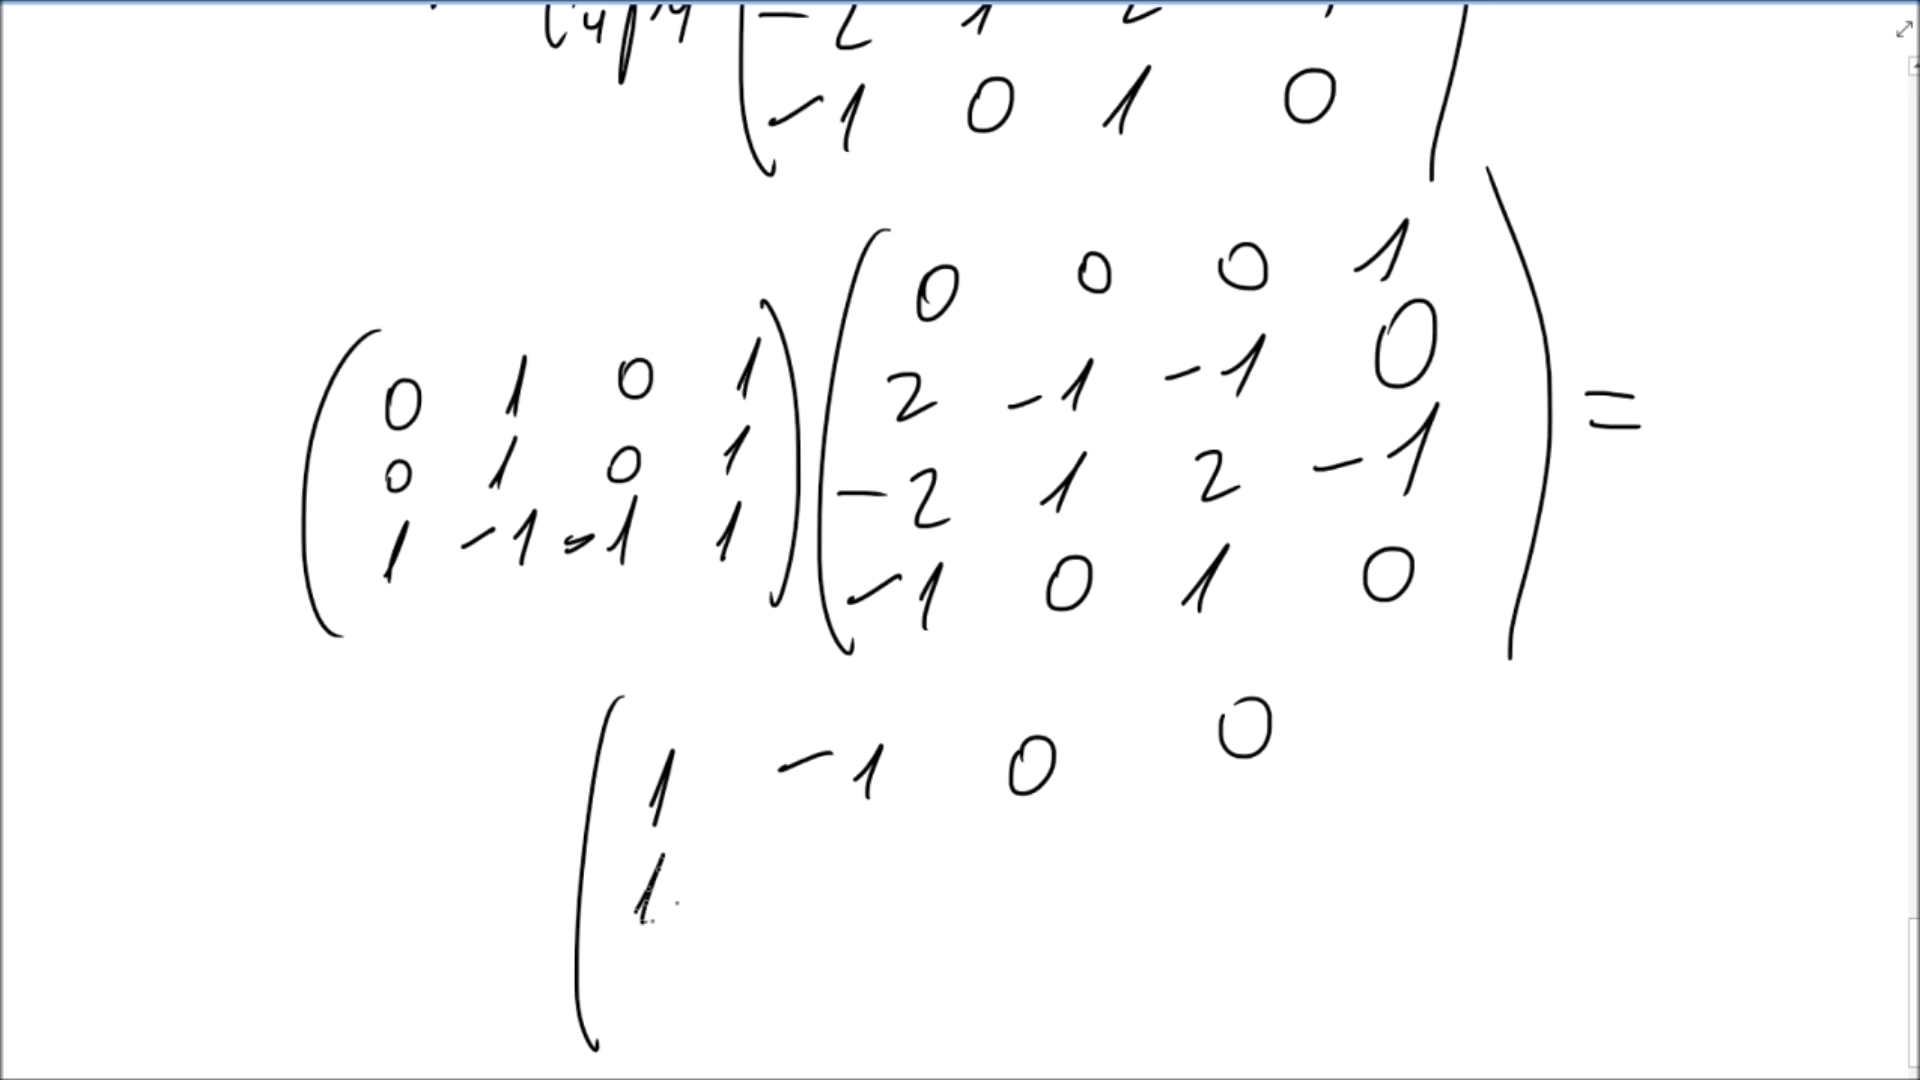 -2 1 2
-1 0 1 0
0 0 0 1
0 1 0 1 2 -1 -1 0 =
0 1 0 1 -2 1 2 -1
1 -1 -1 1 -1 0 1 0
1 -1 0 0
1